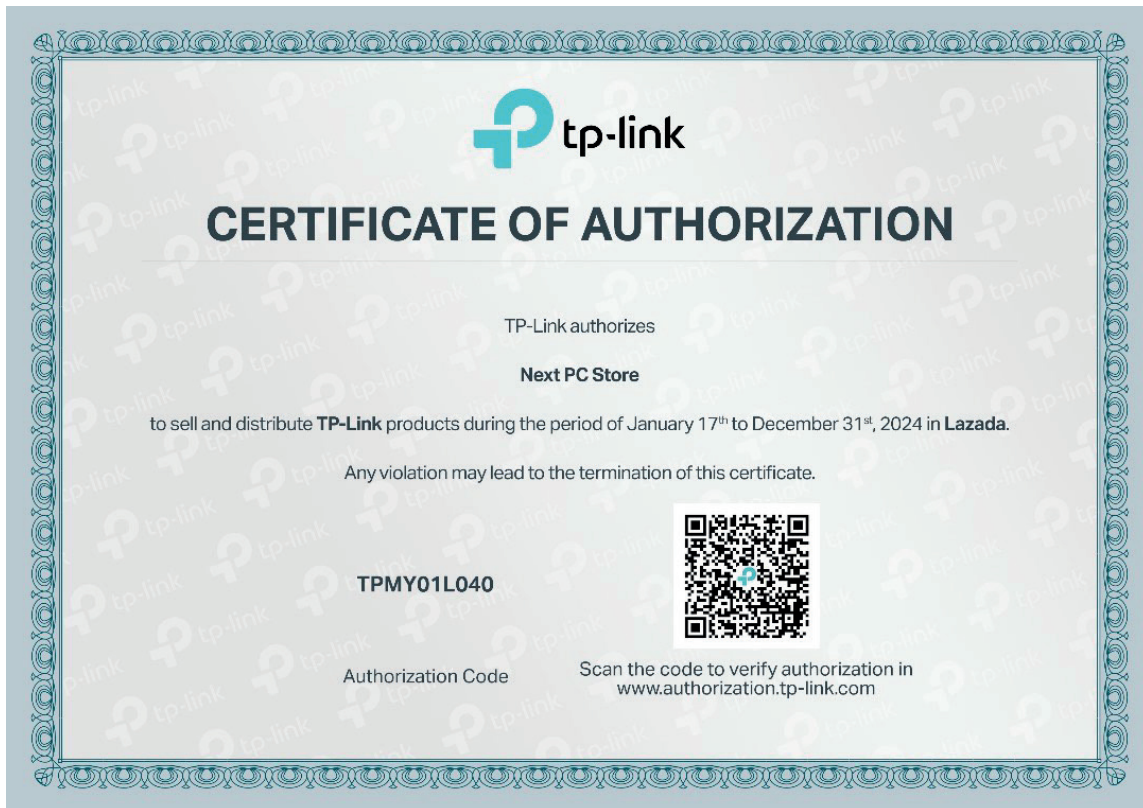 tp-link
CERTIFICATE OF AUTHORIZATION
TP-Link authorizes
Next PC Store
to sell and distribute TP-Link products during the period of January 17th to December 31st, 2024 in Lazada.
Any violation may lead to the termination of this certificate.
TPMY01L040
Authorization Code
Scan the code to verify authorization in
www.authorization.tp-link.com